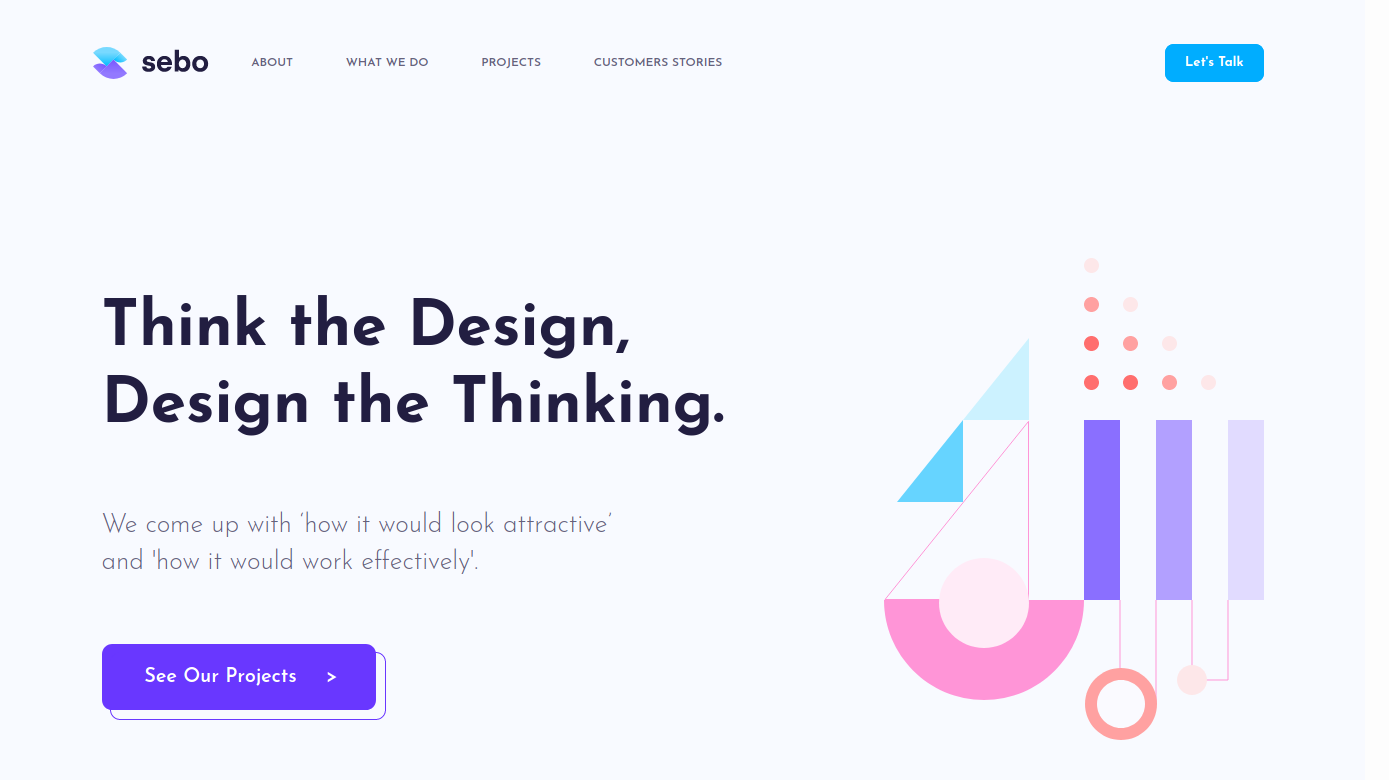 sebo
ABOUT
WHAT WE DO
PROJECTS
CUSTOMERS STORIES
Let's Talk
Think the Design,
Design the Thinking.
We come up with ‘how it would look attractive’
and 'how it would work effectively'.
See Our Projects >